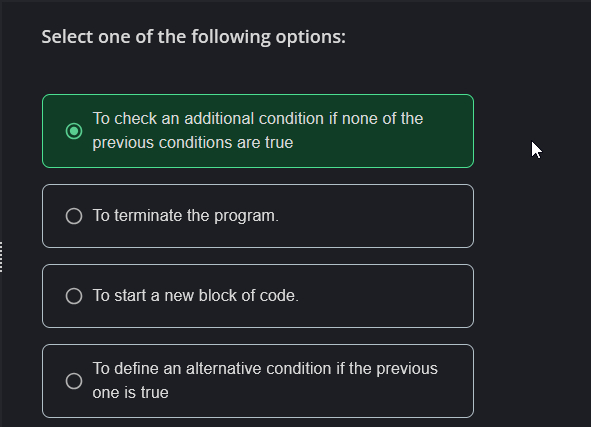 Select one of the following options:
To check an additional condition if none of the
previous conditions are true
To terminate the program.
To start a new block of code.
To define an alternative condition if the previous
one is true